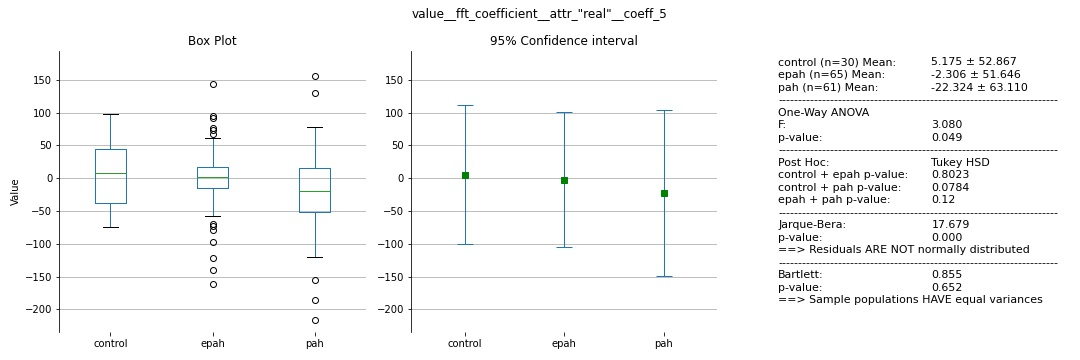 value__fft_coefficient__attr_"real"__coeff_5
Box Plot
Value
150
100
50
0
−50
−100
−150
−200
control
epah
pah
95% Confidence interval
150
100
50
0
−50
−100
−150
−200
control
epah
pah
control (n=30) Mean: 5.175 ± 52.867
epah (n=65) Mean: -2.306 ± 51.646
pah (n=61) Mean: -22.324 ± 63.110
One-Way ANOVA
F: 3.080
p-value: 0.049
Post Hoc: Tukey HSD
control + epah p-value: 0.8023
control + pah p-value: 0.0784
epah + pah p-value: 0.12
Jarque-Bera: 17.679
p-value: 0.000
==> Residuals ARE NOT normally distributed
Bartlett: 0.855
p-value: 0.652
==> Sample populations HAVE equal variances